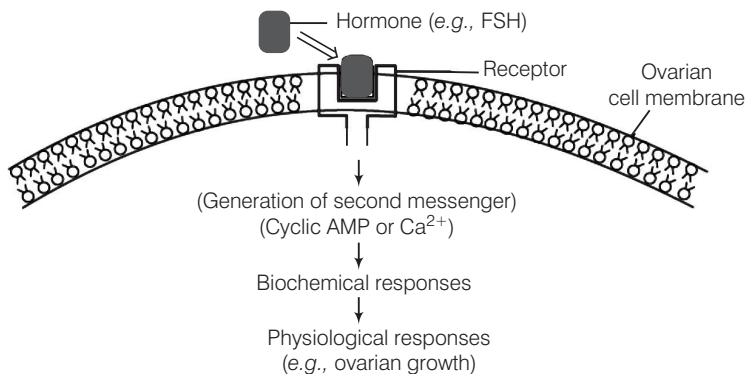 Hormone (e.g., FSH)
Receptor
Ovarian
cell membrane
(Generation of second messenger)
(Cyclic AMP or Ca²⁺)
Biochemical responses
Physiological responses
(e.g., ovarian growth)